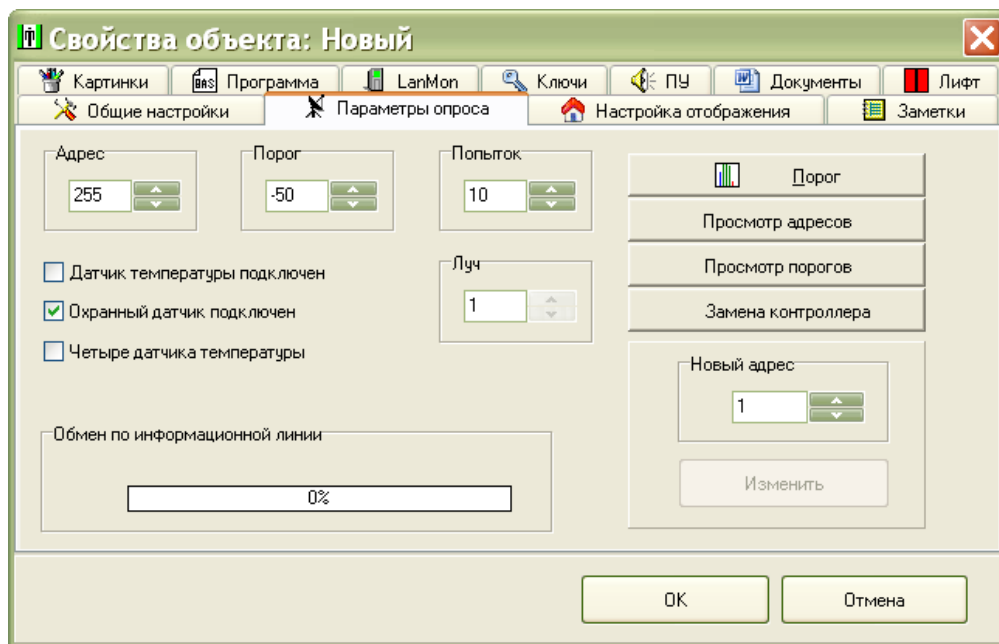 Свойства объекта: Новый
Картинки
Программа
LanMon
Ключи
ПУ
Документы
Лифт
Общие настройки
Параметры опроса
Настройка отображения
Заметки
Адрес
255
Порог
-50
Попыток
10
Порог
Просмотр адресов
Просмотр порогов
Замена контроллера
Датчик температуры подключен
Охранный датчик подключен
Четыре датчика температуры
Луч
1
Новый адрес
1
Изменить
Обмен по информационной линии
0%
OK
Отмена